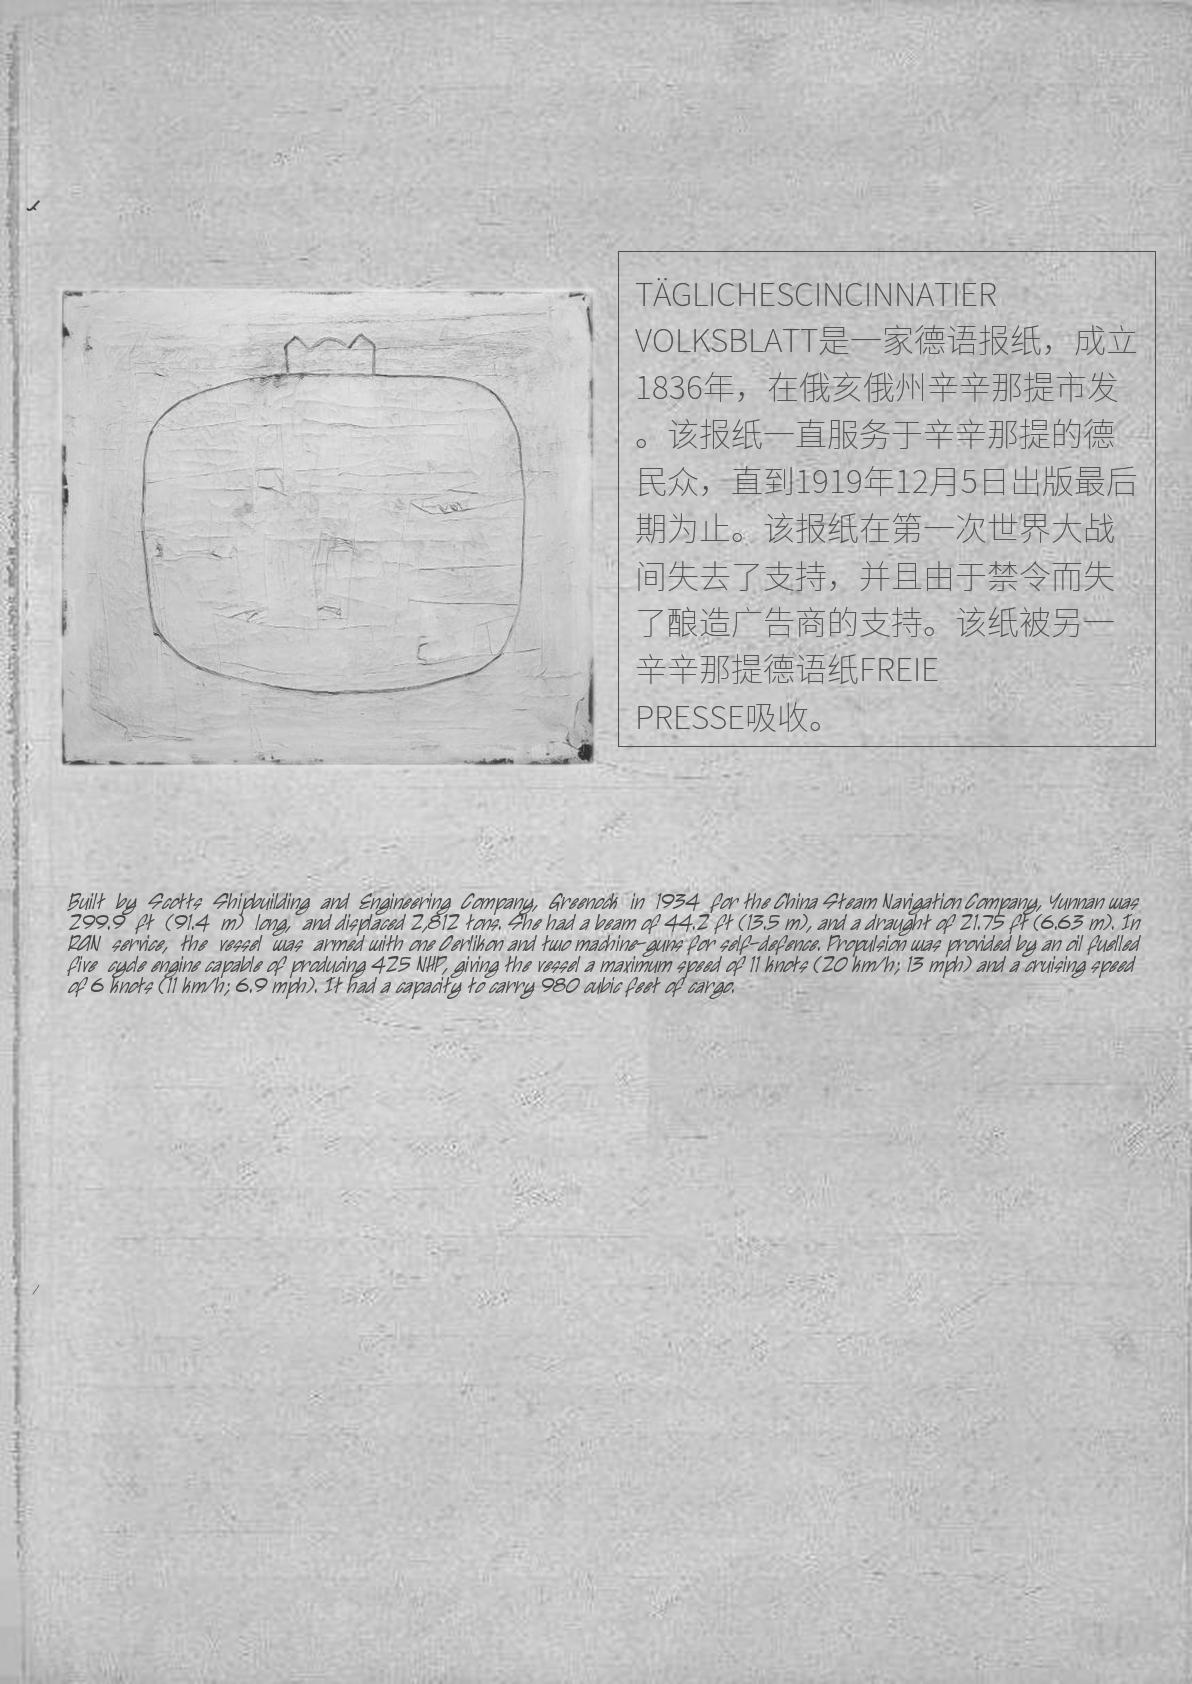 TÄGLICHESCINCINNATIER
VOLKSBLATT是一家德语报纸，成立
1836年，在俄亥俄州辛辛那提市发
。该报纸一直服务于辛辛那提的德
民众，直到1919年12月5日出版最后
期为止。该报纸在第一次世界大战
间失去了支持，并且由于禁令而失
了酿造广告商的支持。该纸被另一
辛辛那提德语纸FREIE
PRESSE吸收。
Built by Scotts Shipbuilding and Engineering Company, Greenock in 1934 for the China Steam Navigation Company, Yunnan was
299.9 ft (91.4 m) long, and displaced 2,812 tons. She had a beam of 44.2 ft (13.5 m), and a draught of 21.75 ft (6.63 m). In
RAN service, the vessel was armed with one Oerlikon and two machine-guns for self-defence. Propulsion was provided by an oil fuelled
five cycle engine capable of producing 425 NHP, giving the vessel a maximum speed of 11 knots (20 km/h; 13 mph) and a cruising speed
of 6 knots (11 km/h; 6.9 mph). It had a capacity to carry 980 cubic feet of cargo.